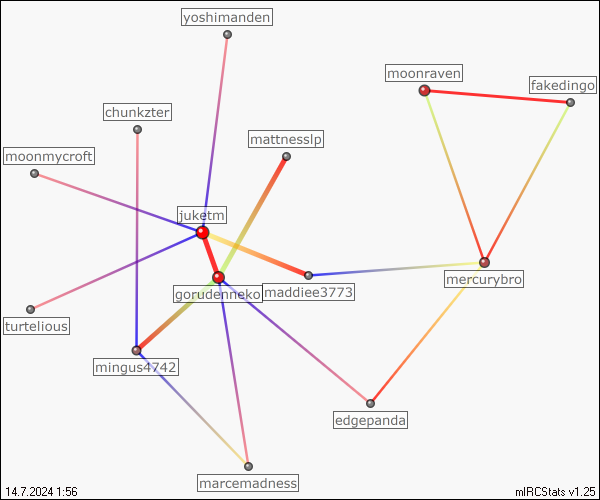 yoshimanden
moonraven
fakedingo
chunkzter
mattnesslp
moonmycroft
juketm
mercurybro
gorudenneko
maddiee3773
turtelious
mingus4742
edgepanda
marcemadness
14.7.2024 1:56
mIRCStats v1.25